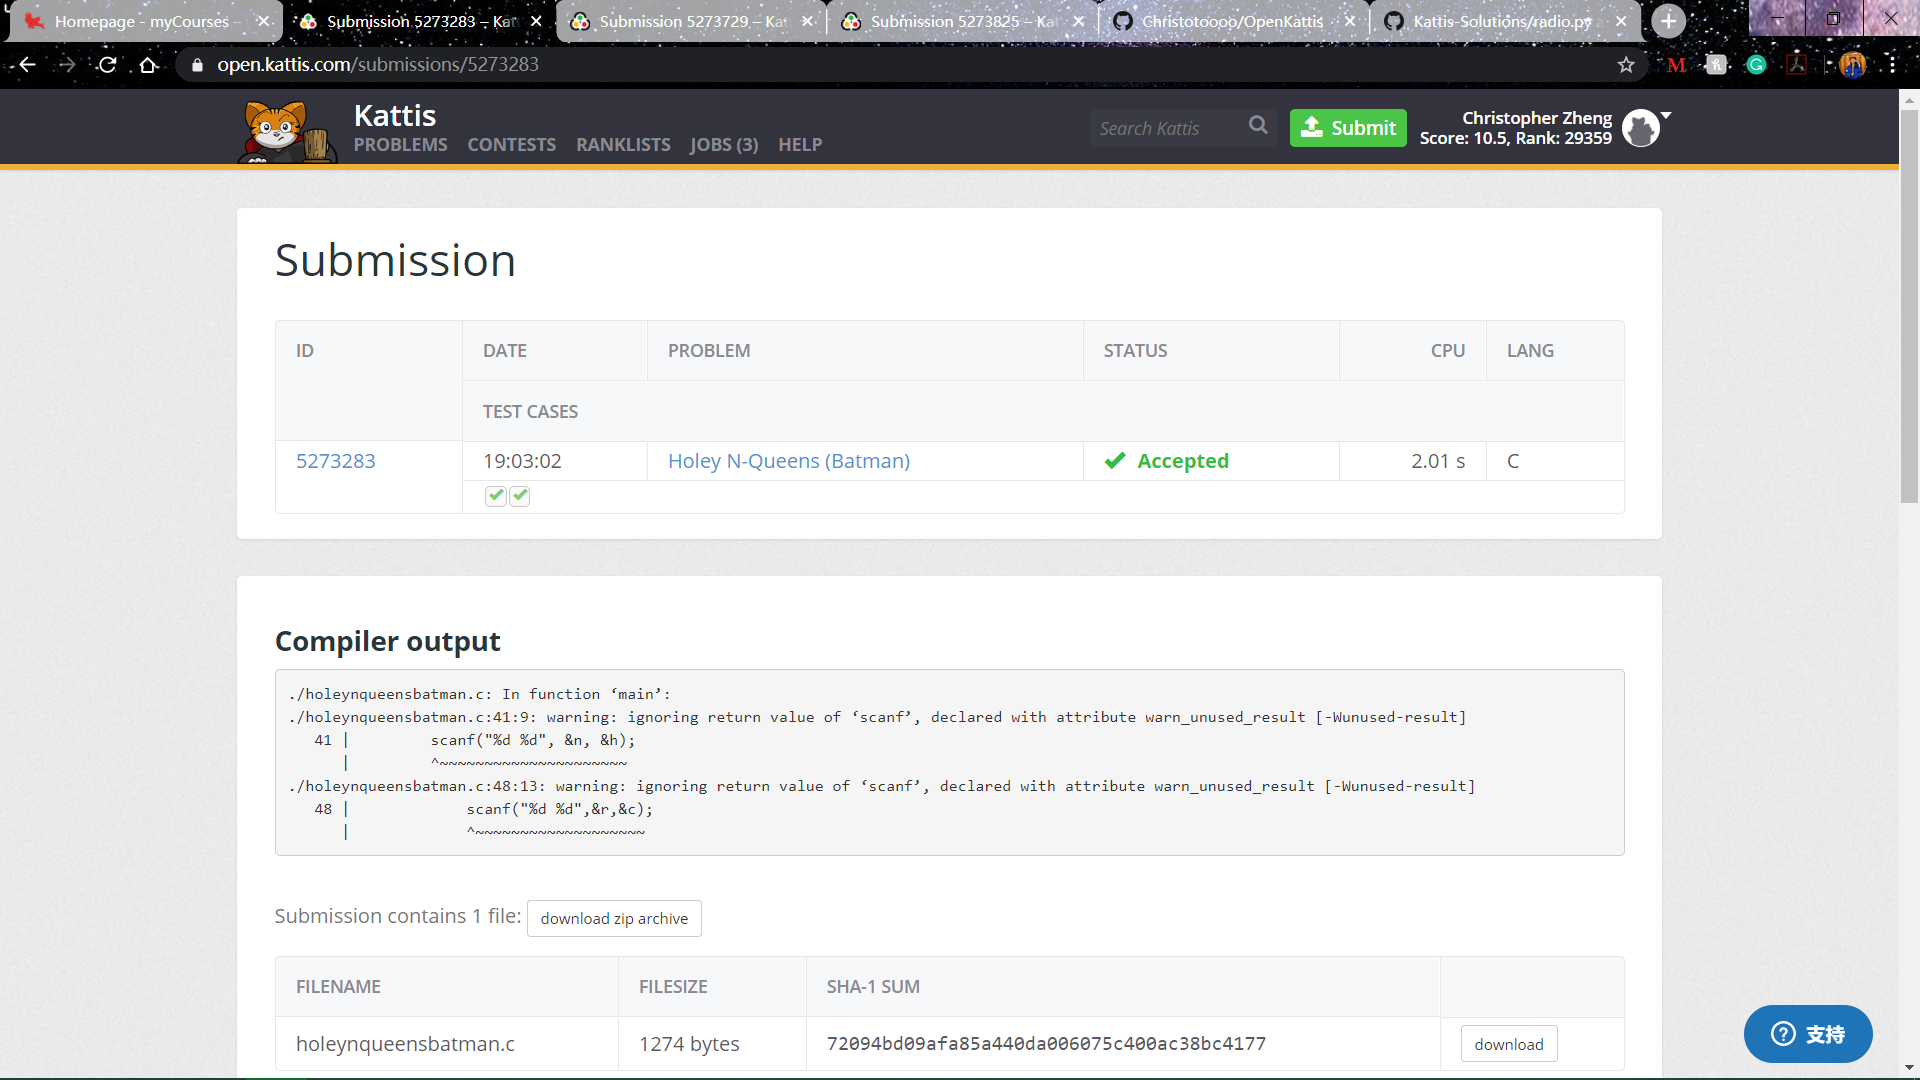 Homepage - myCourses –
Submission 5273283 – Kat
Submission 5273729 – Kat
Submission 5273825 – Kat
Christotoooo/OpenKattis
Kattis-Solutions/radio.py a
open.kattis.com/submissions/5273283
Kattis
PROBLEMS CONTESTS RANKLISTS JOBS (3) HELP
Search Kattis
Submit
Christopher Zheng
Score: 10.5, Rank: 29359
Submission
ID DATE PROBLEM STATUS CPU LANG
TEST CASES
5273283 19:03:02 Holey N-Queens (Batman) Accepted 2.01 s C
Compiler output
./holeynqueensbatman.c: In function ‘main’:
./holeynqueensbatman.c:41:9: warning: ignoring return value of ‘scanf’, declared with attribute warn_unused_result [-Wunused-result]
41 | scanf("%d %d", &n, &h);
| ^~~~~~~~~~~~~~~~~~~~~~
./holeynqueensbatman.c:48:13: warning: ignoring return value of ‘scanf’, declared with attribute warn_unused_result [-Wunused-result]
48 | scanf("%d %d",&r,&c);
| ^~~~~~~~~~~~~~~~~~~~
Submission contains 1 file: download zip archive
FILENAME FILESIZE SHA-1 SUM
holeynqueensbatman.c 1274 bytes 72094bd09afa85a440da006075c400ac38bc4177 download
支持